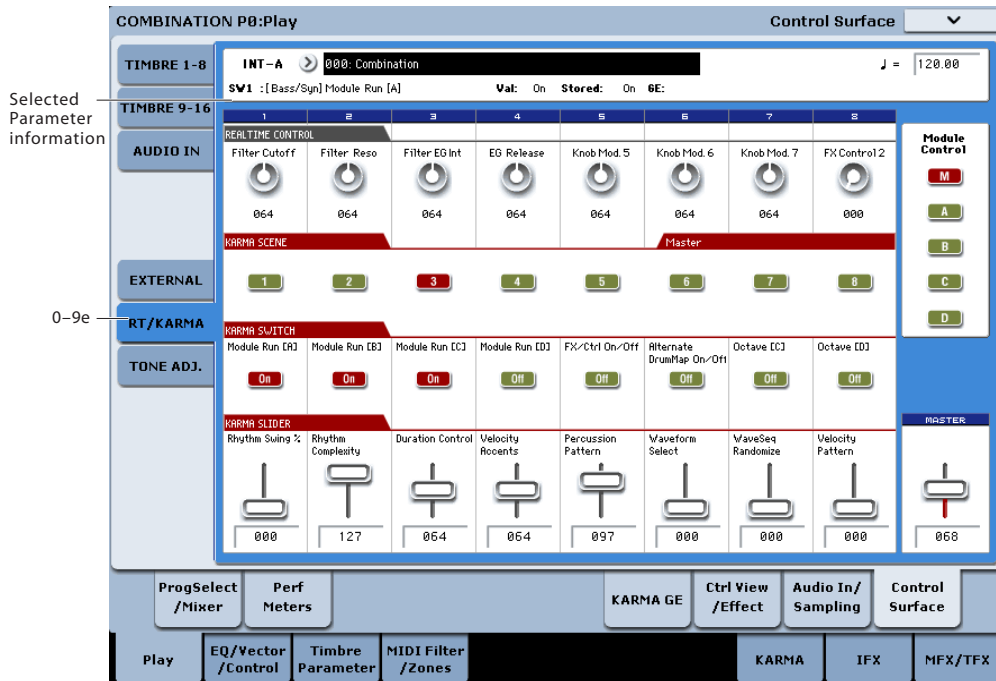 COMBINATION P0:Play
Control Surface
Selected
Parameter
information
0–9e
TIMBRE 1-8
TIMBRE 9-16
AUDIO IN
EXTERNAL
RT/KARMA
TONE ADJ.
INT-A 000: Combination ♩ = 120.00
SW1 :[Bass/Syn] Module Run [A] Val: On Stored: On GE:
1 2 3 4 5 6 7 8
REALTIME CONTROL
Filter Cutoff Filter Reso Filter EG Int EG Release Knob Mod. 5 Knob Mod. 6 Knob Mod. 7 FX Control 2
064 064 064 064 064 064 064 000
KARMA SCENE Master
1 2 3 4 5 6 7 8
KARMA SWITCH
Module Run [A] Module Run [B] Module Run [C] Module Run [D] FX/Ctrl On/Off Alternate DrumMap On/Off Octave [C] Octave [D]
On On On Off Off Off Off Off
KARMA SLIDER
Rhythm Swing % Rhythm Complexity Duration Control Velocity Accents Percussion Pattern Waveform Select WaveSeq Randomize Velocity Pattern
000 127 064 064 097 000 000 000
Module
Control
M
A
B
C
D
MASTER
068
ProgSelect
/Mixer
Perf
Meters
KARMA GE
Ctrl View
/Effect
Audio In/
Sampling
Control
Surface
Play
EQ/Vector
/Control
Timbre
Parameter
MIDI Filter
/Zones
KARMA
IFX
MFX/TFX